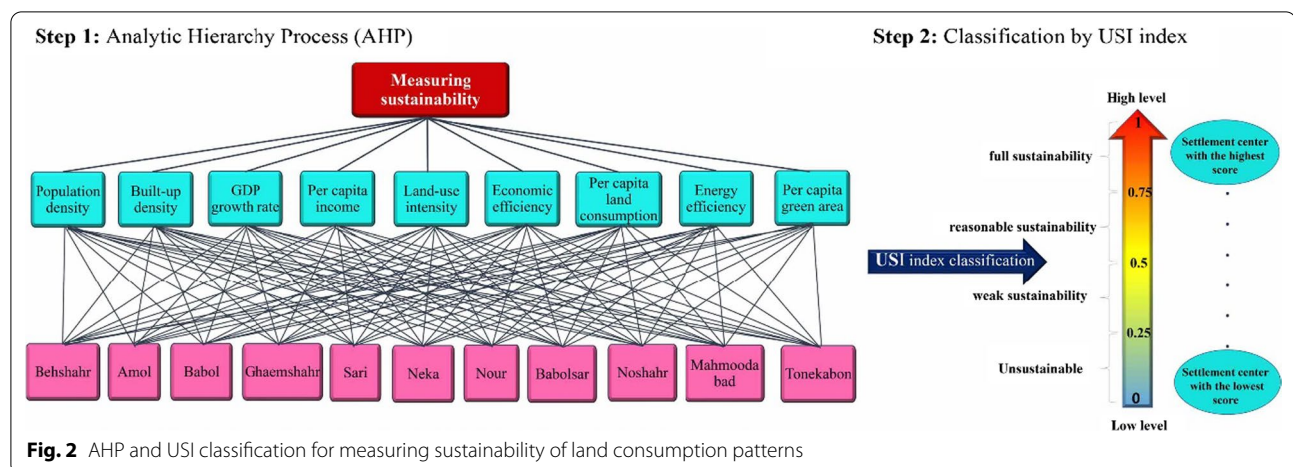 Step 1: Analytic Hierarchy Process (AHP)
Measuring
sustainability
Population
density
Built-up
density
GDP
growth rate
Per capita
income
Land-use
intensity
Economic
efficiency
Per capita
land
consumption
Energy
efficiency
Per capita
green area
Behshahr
Amol
Babol
Ghaemshahr
Sari
Neka
Nour
Babolsar
Noshahr
Mahmooda
bad
Tonekabon
Step 2: Classification by USI index
USI index classification
High level
1
full sustainability
0.75
reasonable sustainability
0.5
weak sustainability
0.25
Unsustainable
0
Low level
Settlement center
with the highest
score
Settlement center
with the lowest
score
Fig. 2 AHP and USI classification for measuring sustainability of land consumption patterns